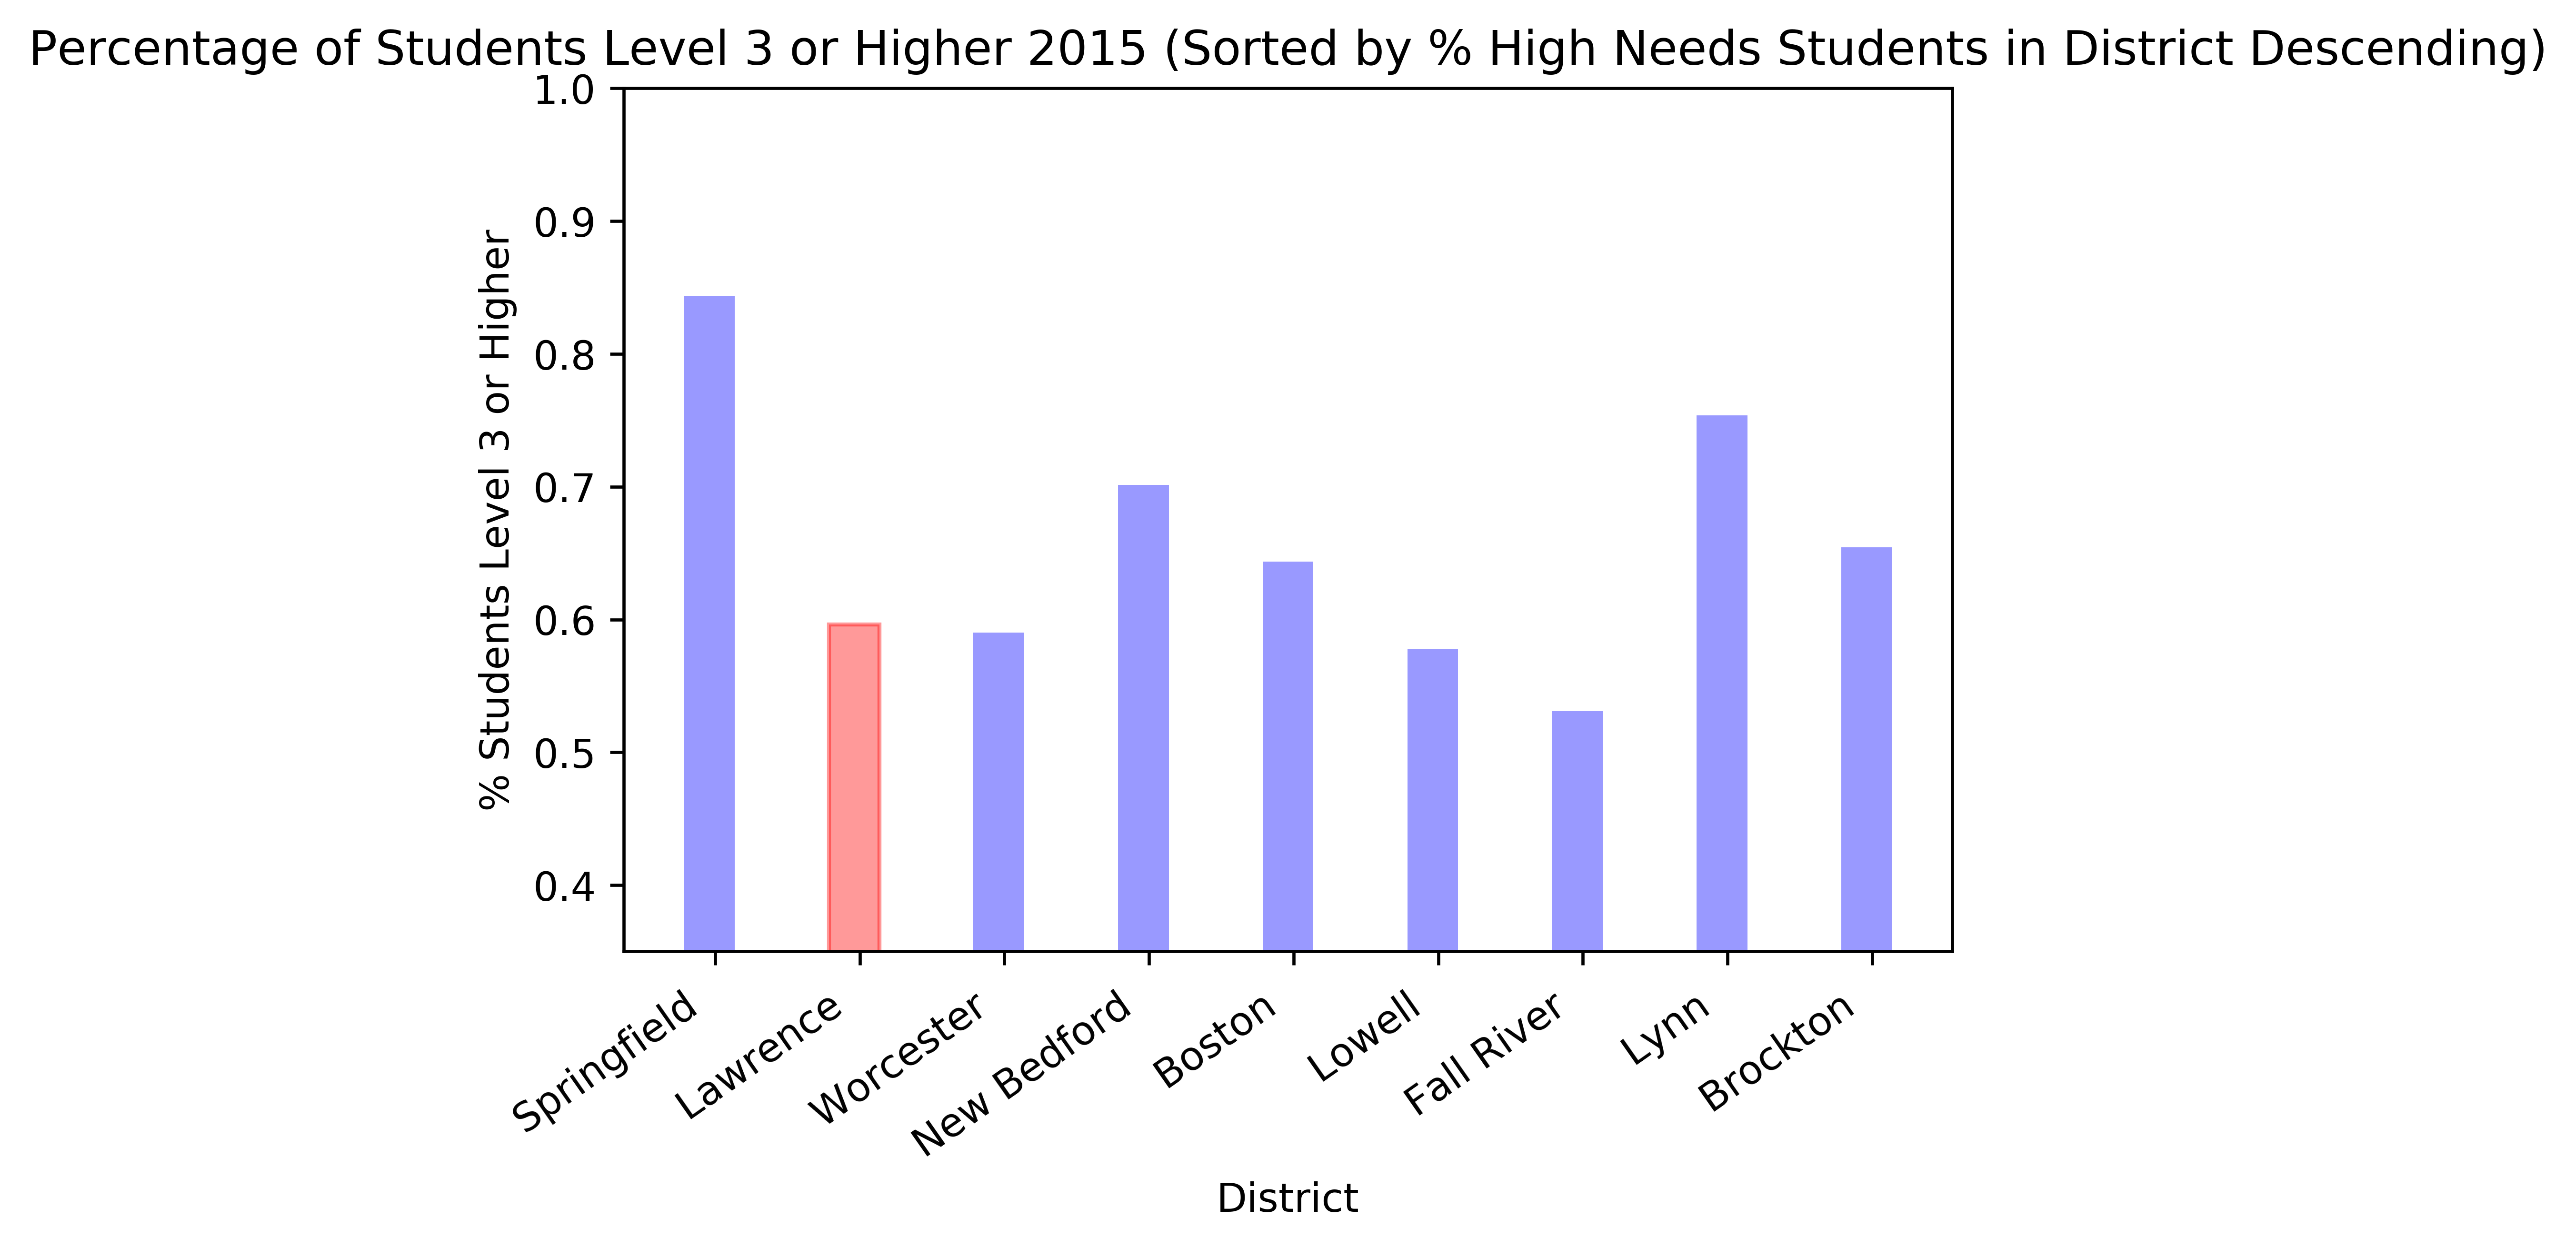 Percentage of Students Level 3 or Higher 2015 (Sorted by % High Needs Students in District Descending)
% Students Level 3 or Higher
1.0
0.9
0.8
0.7
0.6
0.5
0.4
Springfield
Lawrence
Worcester
New Bedford
Boston
Lowell
Fall River
Lynn
Brockton
District